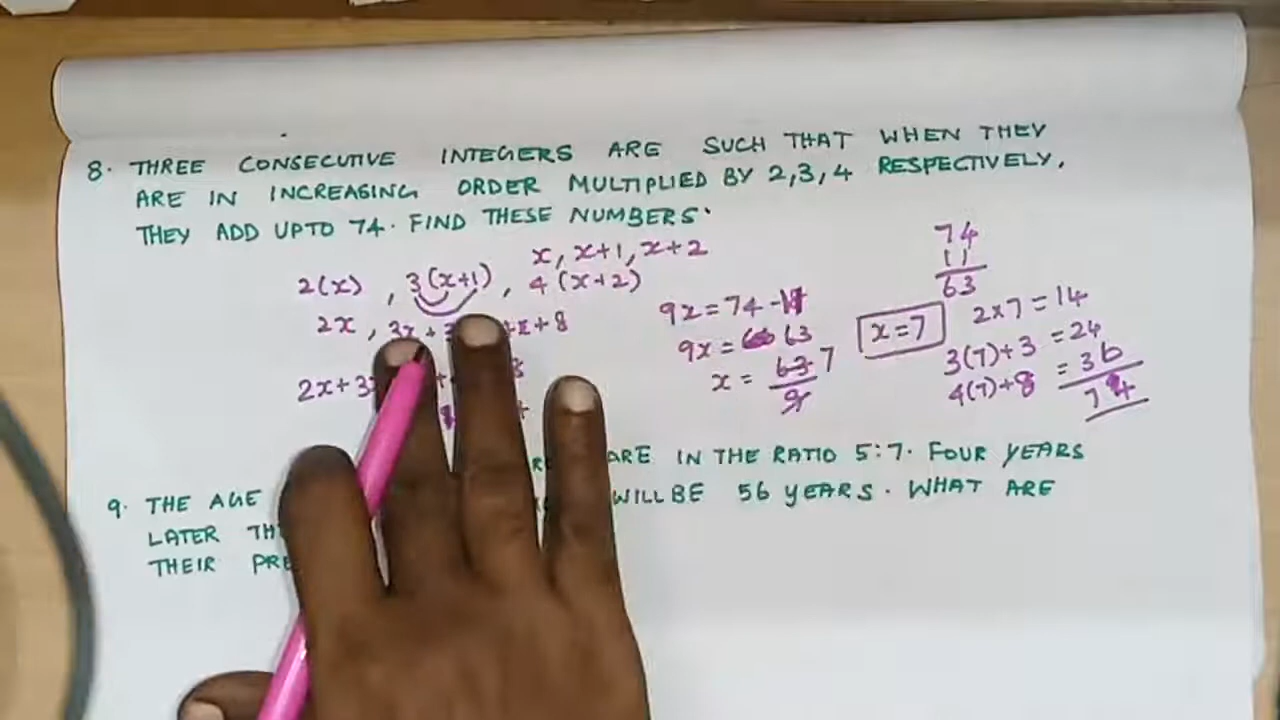 8. THREE CONSECUTIVE INTEGERS ARE SUCH THAT WHEN THEY
ARE IN INCREASING ORDER MULTIPLIED BY 2,3,4 RESPECTIVELY,
THEY ADD UPTO 74. FIND THESE NUMBERS.
x, x+1, x+2
2(x), 3(x+1), 4(x+2)
2x, 3x+ +8
2x+3
9x=74-11
9x= 63
x= 63 7
9
x=7
74
11
63
2x7=14
3(7)+3 =24
4(7)+8 =36
74
9. THE AGE ARE IN THE RATIO 5:7. FOUR YEARS
LATER WILL BE 56 YEARS. WHAT ARE
THEIR